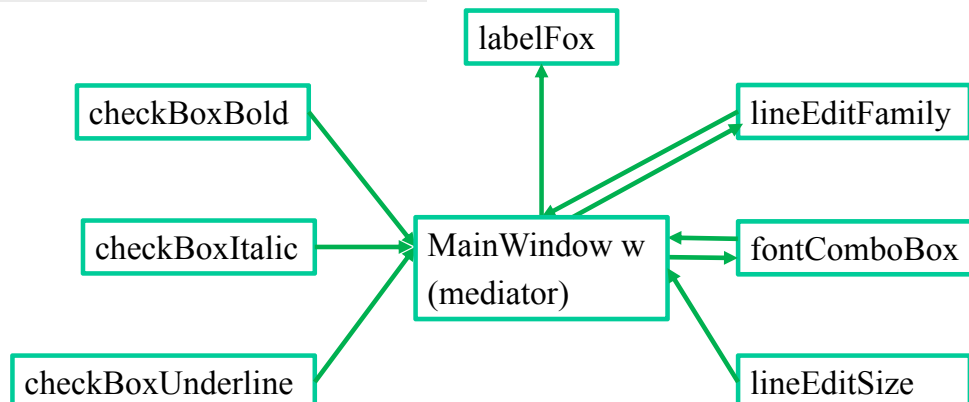 labelFox
checkBoxBold
lineEditFamily
checkBoxItalic
MainWindow w
(mediator)
fontComboBox
checkBoxUnderline
lineEditSize